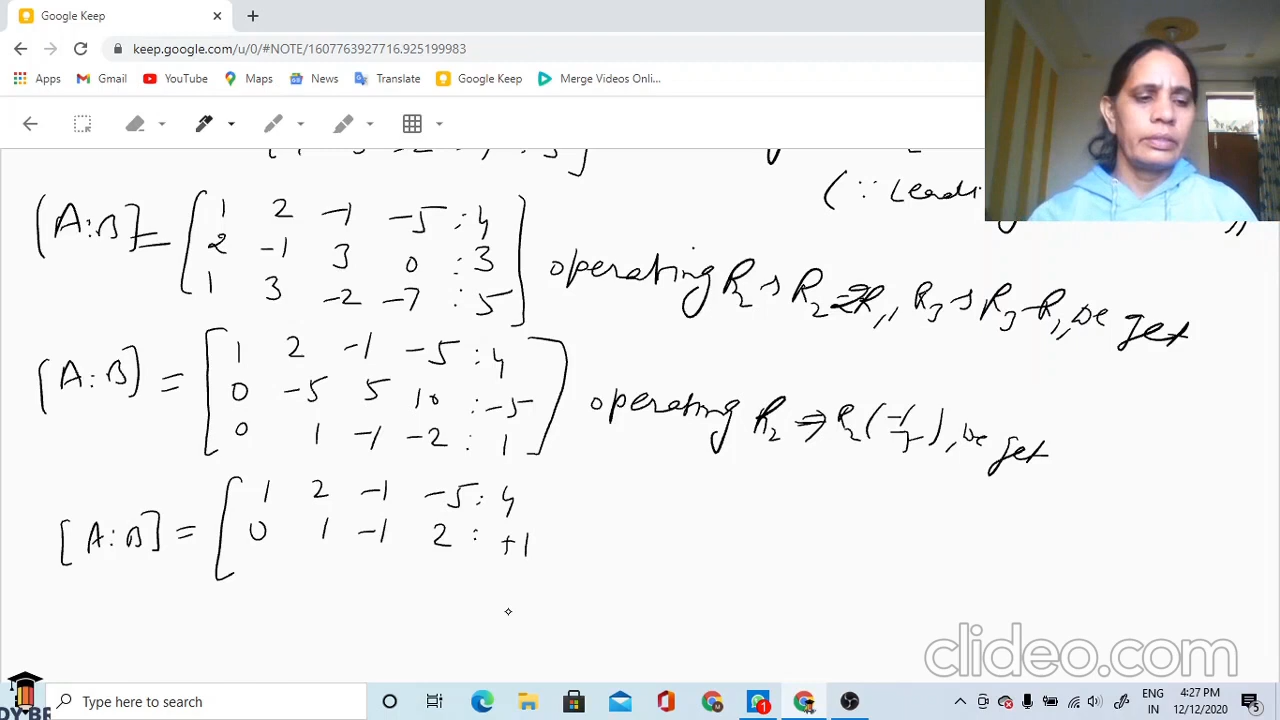 Google Keep
keep.google.com/u/0/#NOTE/1607763927716.925199983
Apps Gmail YouTube Maps News Translate Google Keep Merge Videos Onli...
(∵ Leadi
[A:B] = [1 2 -1 -5 : 4
2 -1 3 0 : 3
1 3 -2 -7 : 5] operating R2 → R2-2R1, R3 → R3-R1, we get
[A:B] = [1 2 -1 -5 : 4
0 -5 5 10 : -5
0 1 -1 -2 : 1] operating R2 ⇒ R2(-1/5), we get
[A:B] = [1 2 -1 -5 : 4
0 1 -1 2 : +1
clideo.com
DY BR
Type here to search
1
ENG
IN
4:27 PM
12/12/2020
5